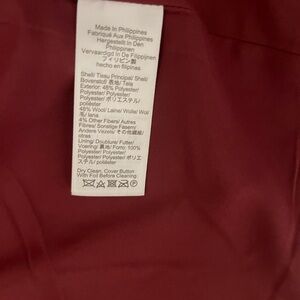 Made In Philippines
Fabriqué Aux Philippines
Hergestellt In Den
Philippinen
Vervaardigd In De Filippijnen
フィリピン製
hecho en filipinas
Shell/ Tissu Principal/ Shell/
Bovenstof/ 表地/ Tela
Exterior: 48% Polyester/
Polyester/ Polyester/
Polyester/ ポリエステル/
poliéster
48% Wool/ Laine/ Wolle/ Wol/
毛/ lana
4% Other Fibers/ Autres
Fibres/ Sonstige Fasern/
Andere Vezels/ その他繊維/
otras
Lining/ Doublure/ Futter/
Voering/ 裏地/ Forro: 100%
Polyester/ Polyester/
Polyester/ Polyester/ ポリエ
ステル/ poliéster
Dry Clean, Cover Button
With Foil Before Cleaning